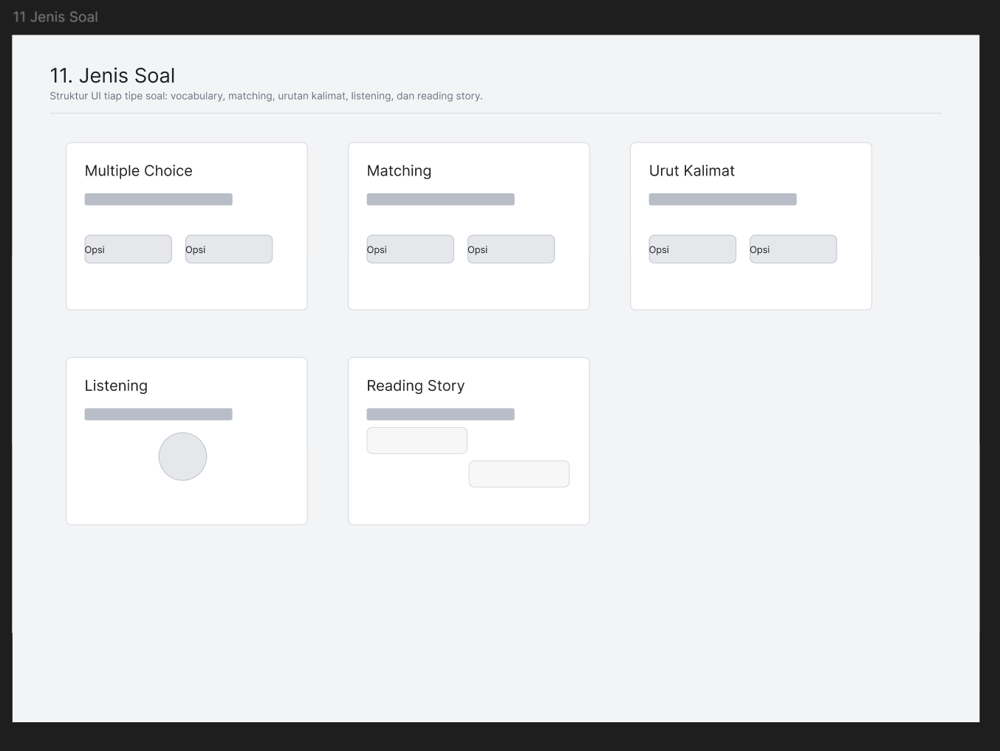 11 Jenis Soal
11. Jenis Soal
Struktur UI tiap tipe soal: vocabulary, matching, urutan kalimat, listening, dan reading story.
Multiple Choice
Opsi
Opsi
Matching
Opsi
Opsi
Urut Kalimat
Opsi
Opsi
Listening
Reading Story